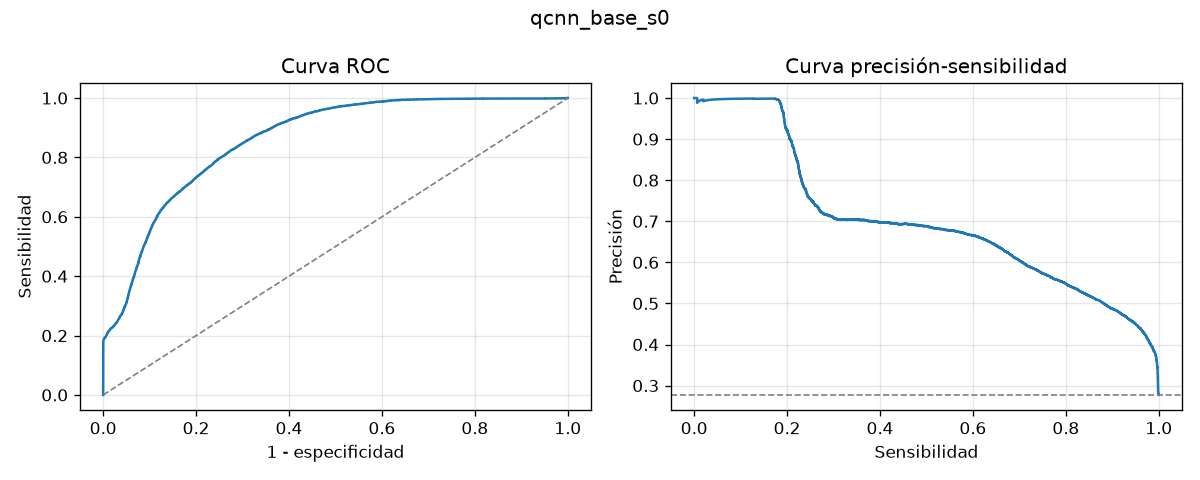 qcnn_base_s0
Curva ROC
1.0
0.8
0.6
0.4
0.2
0.0
Sensibilidad
0.0 0.2 0.4 0.6 0.8 1.0
1 - especificidad
Curva precisión-sensibilidad
1.0
0.9
0.8
0.7
0.6
0.5
0.4
0.3
Precisión
0.0 0.2 0.4 0.6 0.8 1.0
Sensibilidad